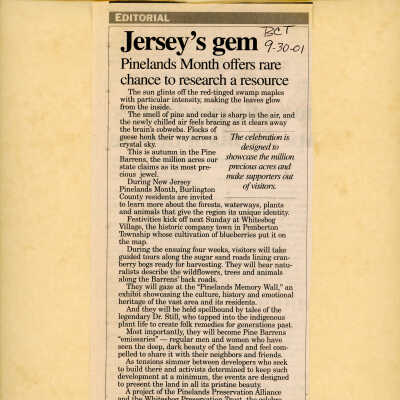 EDITORIAL
Jersey's gem
BCT
9-30-01
Pinelands Month offers rare
chance to research a resource
The sun glints off the red-tinged swamp maples
with particular intensity, making the leaves glow
from the inside.
The smell of pine and cedar is sharp in the air, and
the newly chilled air feels bracing as it clears away
the brain's cobwebs. Flocks of
geese honk their way across a
crystal sky.
This is autumn in the Pine
Barrens, the million acres our
state claims as its most pre-
cious jewel.
During New Jersey
Pinelands Month, Burlington
County residents are invited
The celebration is
designed to
showcase the million
precious acres and
make supporters out
of visitors.
to learn more about the forests, waterways, plants
and animals that give the region its unique identity.
Festivities kick off next Sunday at Whitesbog
Village, the historic company town in Pemberton
Township whose cultivation of blueberries put it on
the map.
During the ensuing four weeks, visitors will take
guided tours along the sugar sand roads lining cran-
berry bogs ready for harvesting. They will hear natu-
ralists describe the wildflowers, trees and animals
along the Barrens' back roads.
They will gaze at the "Pinelands Memory Wall," an
exhibit showcasing the culture, history and emotional
heritage of the vast area and its residents.
And they will be held spellbound by tales of the
legendary Dr. Still, who tapped into the indigenous
plant life to create folk remedies for generations past.
Most importantly, they will become Pine Barrens
"emissaries" — regular men and women who have
seen the deep, dark beauty of the land and feel com-
pelled to share it with their neighbors and friends.
As tensions simmer between developers who seek
to build there and activists determined to keep such
development at a minimum, the events are designed
to present the land in all its pristine beauty.
A project of the Pinelands Preservation Alliance
and the Whitesbog Preservation Trust, the celebra-